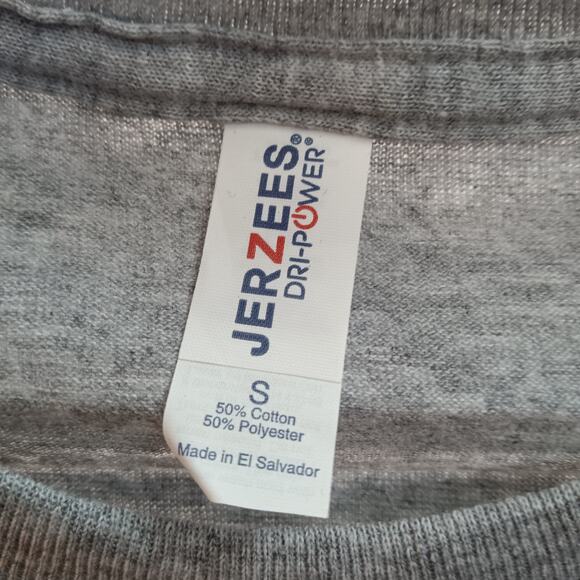 JERZEES®
DRI-POWER®
S
50% Cotton
50% Polyester
Made in El Salvador